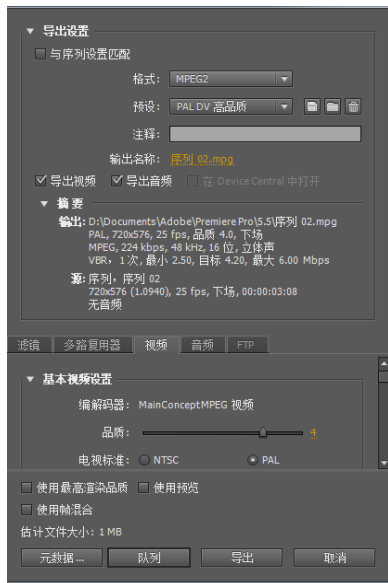 导出设置
与序列设置匹配
格式: MPEG2
预设: PAL DV 高品质
注释:
输出名称: 序列 02.mpg
导出视频 导出音频 在 Device Central 中打开
摘要
输出: D:\Documents\Adobe\Premiere Pro\5.5\序列 02.mpg
PAL, 720x576, 25 fps, 品质 4.0, 下场
MPEG, 224 kbps, 48 kHz, 16 位, 立体声
VBR, 1次, 最小 2.50, 目标 4.20, 最大 6.00 Mbps
源: 序列, 序列 02
720x576 (1.0940), 25 fps, 下场, 00:00:03:08
无音频
滤镜 多路复用器 视频 音频 FTP
基本视频设置
编解码器: MainConcept MPEG 视频
品质: 4
电视标准: NTSC PAL
使用最高渲染品质 使用预览
使用帧混合
估计文件大小: 1 MB
元数据... 队列 导出 取消